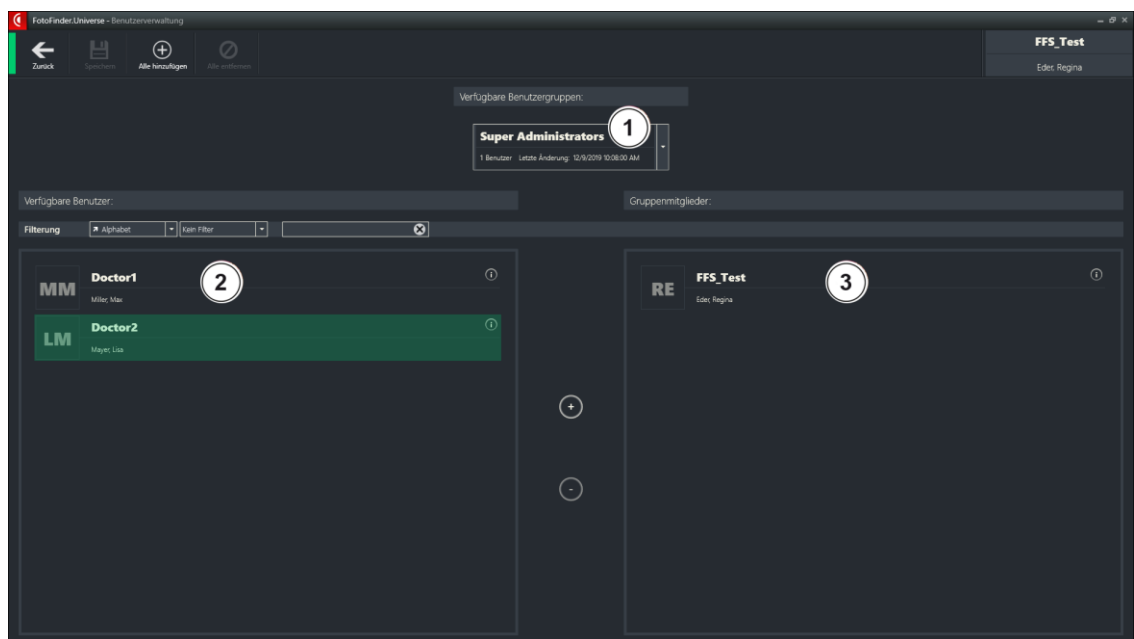 FotoFinder.Universe - Benutzerverwaltung
FFS_Test
Eder, Regina
Zurück
Speichern
Alle hinzufügen
Alle entfernen
Verfügbare Benutzergruppen:
Super Administrators
1
1 Benutzer Letzte Änderung: 12/9/2019 10:08:00 AM
Verfügbare Benutzer:
Gruppenmitglieder:
Filterung
Alphabet
Kein Filter
MM
Doctor1
Miller, Max
2
LM
Doctor2
Mayer, Lisa
RE
FFS_Test
Eder, Regina
3
+
-